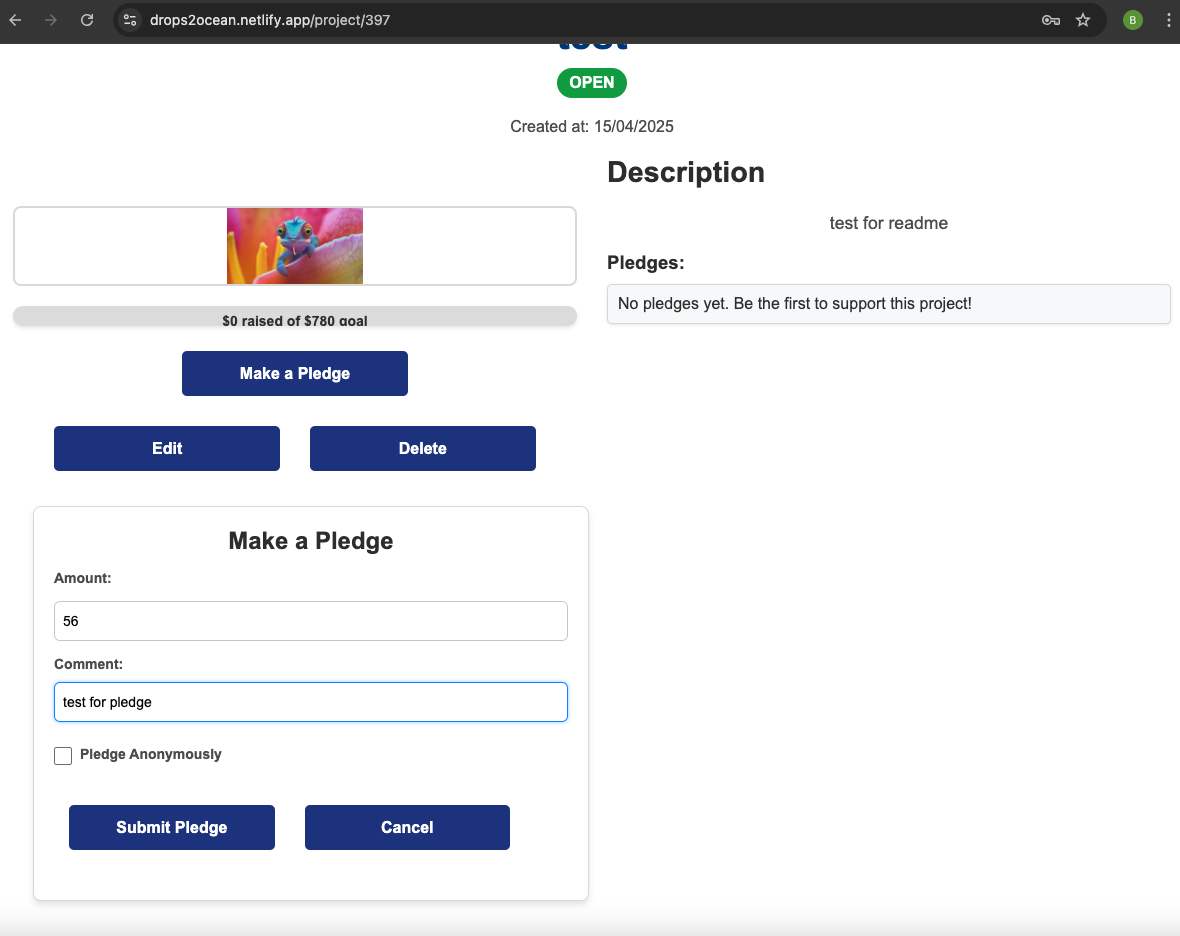 drops2ocean.netlify.app/project/397
B
test
OPEN
Created at: 15/04/2025
$0 raised of $780 goal
Make a Pledge
Edit
Delete
Make a Pledge
Amount:
56
Comment:
test for pledge
Pledge Anonymously
Submit Pledge
Cancel
Description
test for readme
Pledges:
No pledges yet. Be the first to support this project!